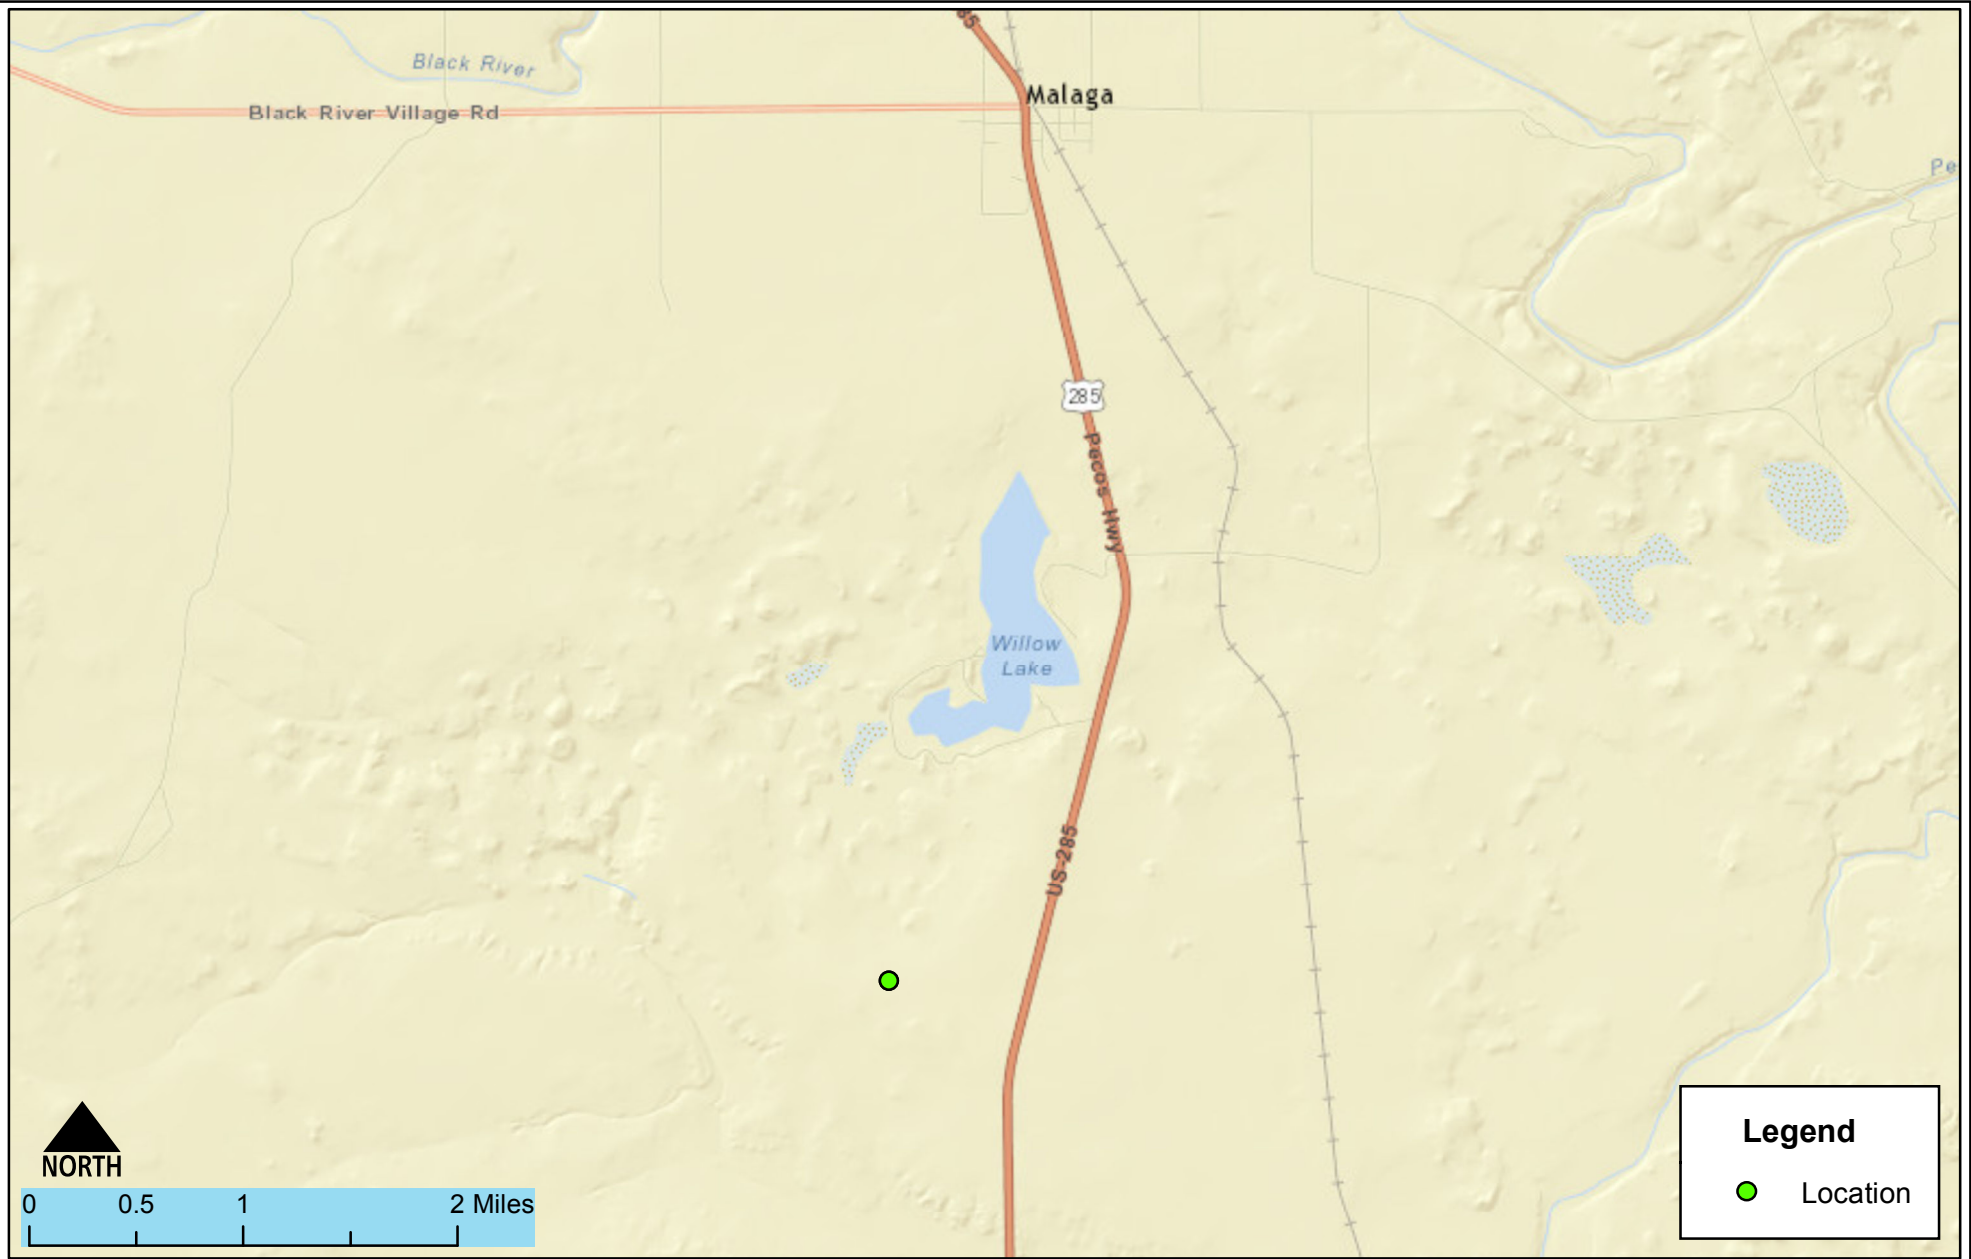 85
Black River
Malaga
Black River Village Rd
Pe
285
Pecos Hwy
Willow
Lake
US-285
NORTH
0 0.5 1 2 Miles
Legend
Location